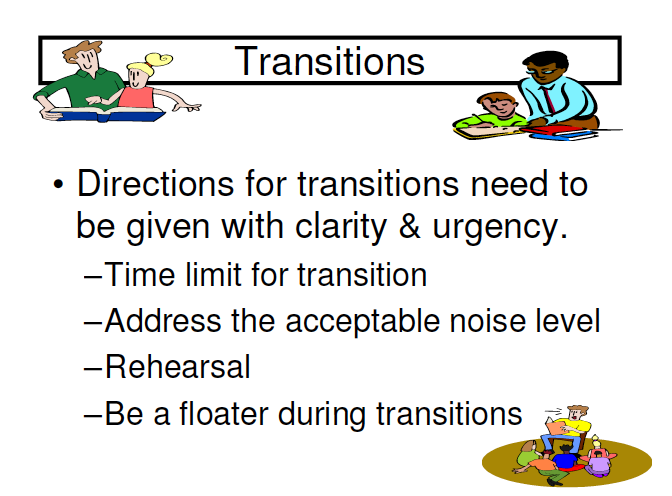 Transitions
• Directions for transitions need to
be given with clarity & urgency.
–Time limit for transition
–Address the acceptable noise level
–Rehearsal
–Be a floater during transitions